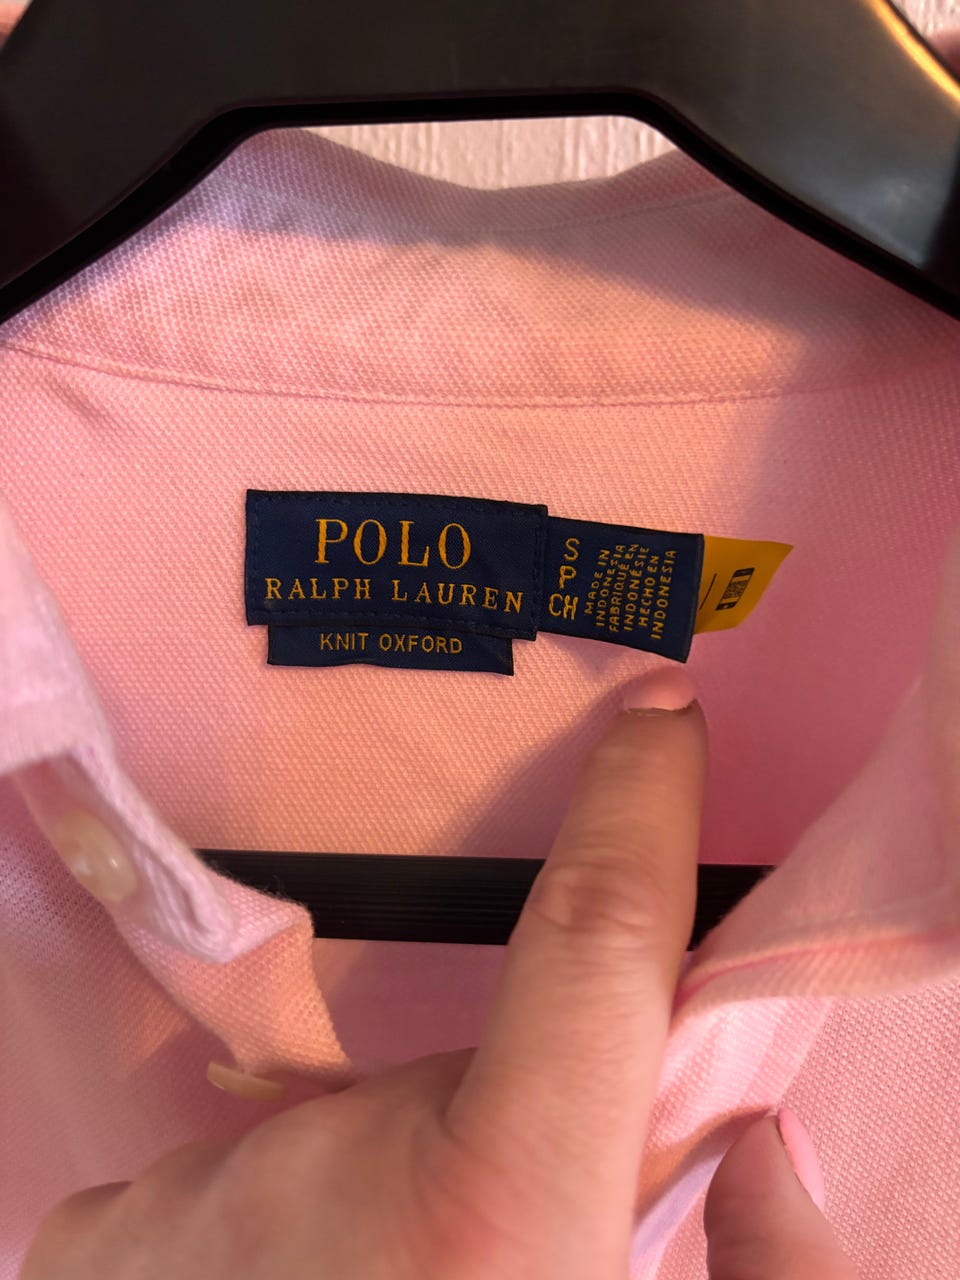 POLO
RALPH LAUREN
KNIT OXFORD
S
P
CH
MADE IN
INDONESIA
FABRIQUÉ EN
INDONÉSIE
HECHO EN
INDONESIA